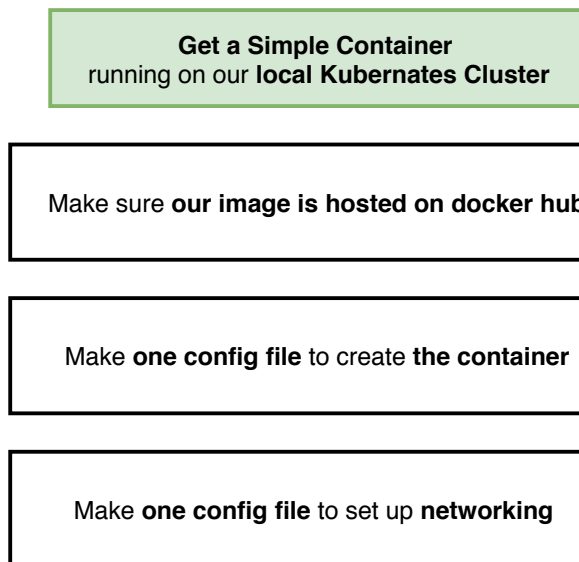 Get a Simple Container
running on our local Kubernates Cluster
Make sure our image is hosted on docker hub
Make one config file to create the container
Make one config file to set up networking